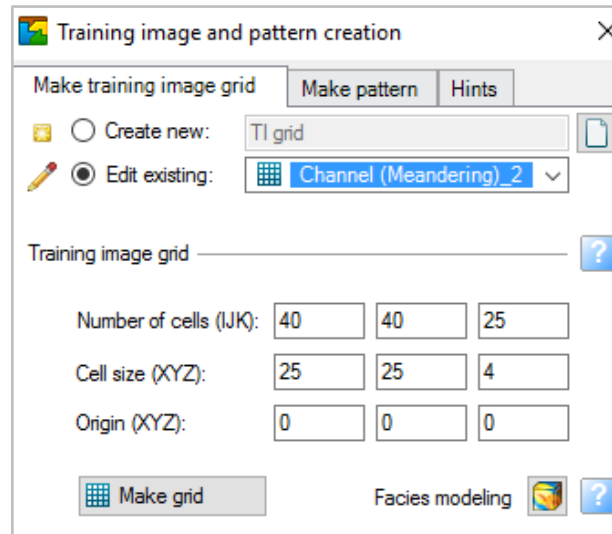 Training image and pattern creation
Make training image grid Make pattern Hints
Create new: TI grid
Edit existing: Channel (Meandering)_2
Training image grid ?
Number of cells (IJK): 40 40 25
Cell size (XYZ): 25 25 4
Origin (XYZ): 0 0 0
Make grid Facies modeling ?